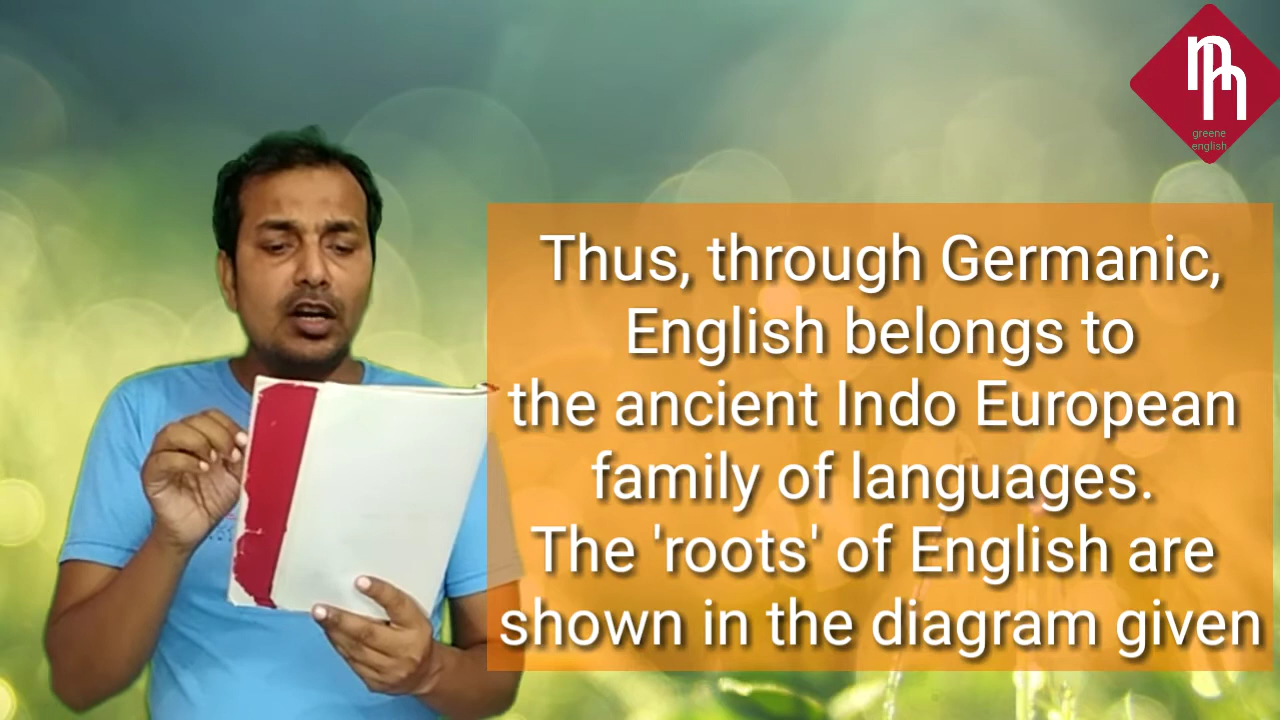 Thus, through Germanic,
English belongs to
the ancient Indo European
family of languages.
The 'roots' of English are
shown in the diagram given
greene
english